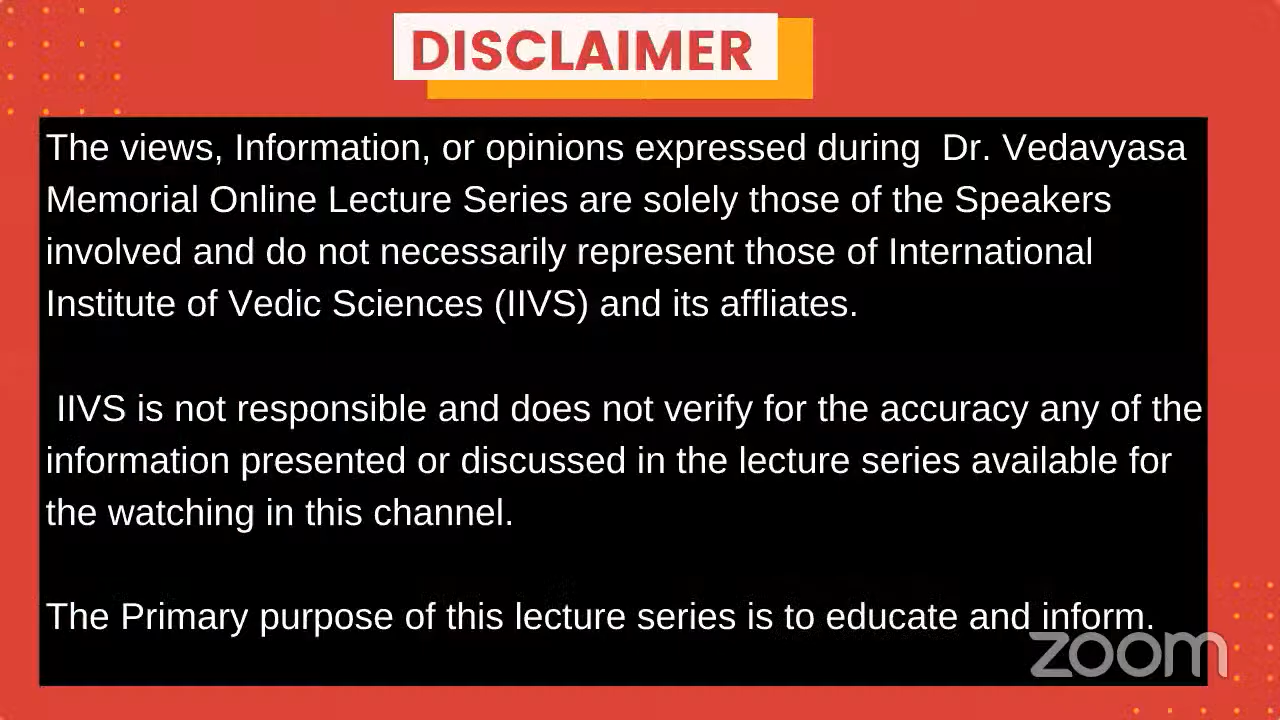 DISCLAIMER
The views, Information, or opinions expressed during  Dr. Vedavyasa
Memorial Online Lecture Series are solely those of the Speakers
involved and do not necessarily represent those of International
Institute of Vedic Sciences (IIVS) and its affliates.
IIVS is not responsible and does not verify for the accuracy any of the
information presented or discussed in the lecture series available for
the watching in this channel.
The Primary purpose of this lecture series is to educate and inform.
zoom